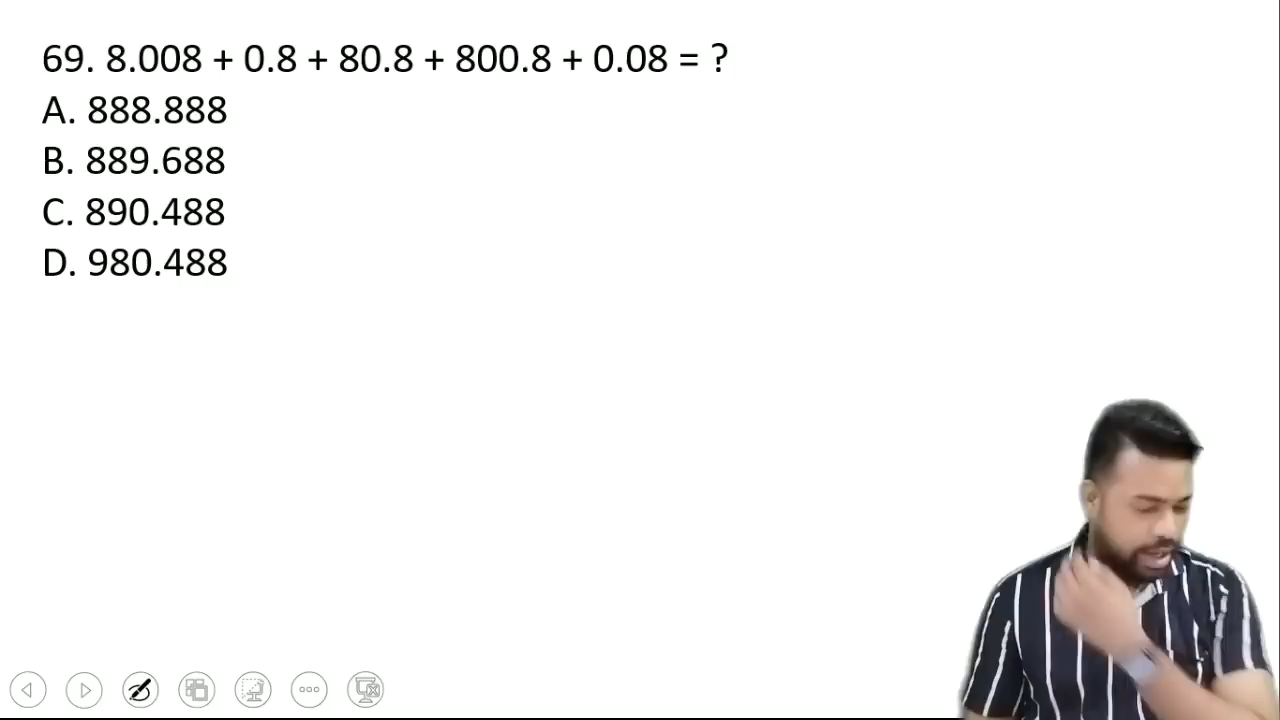 69. 8.008 + 0.8 + 80.8 + 800.8 + 0.08 = ?
A. 888.888
B. 889.688
C. 890.488
D. 980.488